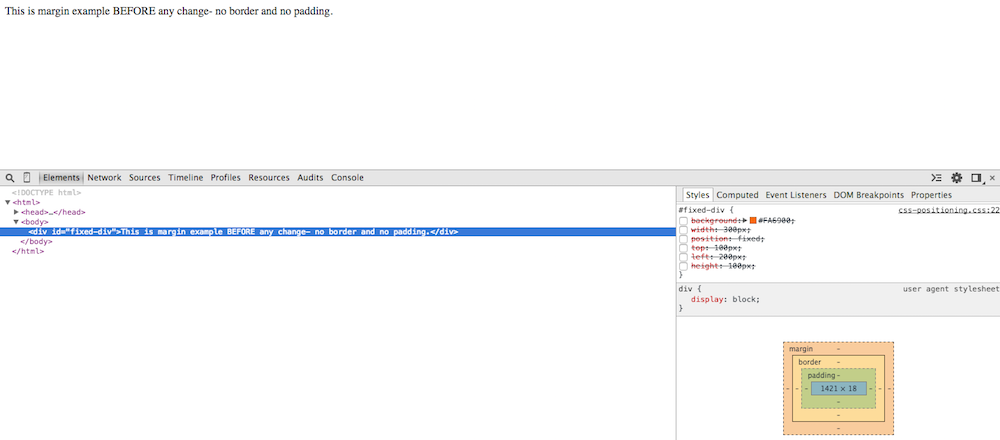 This is margin example BEFORE any change- no border and no padding.
Elements Network Sources Timeline Profiles Resources Audits Console
<!DOCTYPE html>
<html>
<head>…</head>
<body>
<div id="fixed-div">This is margin example BEFORE any change- no border and no padding.</div>
</body>
</html>
Styles Computed Event Listeners DOM Breakpoints Properties
#fixed-div { css-positioning.css:22
background: #FA6900;
width: 300px;
position: fixed;
top: 100px;
left: 200px;
height: 100px;
}
div { user agent stylesheet
display: block;
}
margin -
border -
padding -
- - - 1421 × 18 - - -
-
-
-